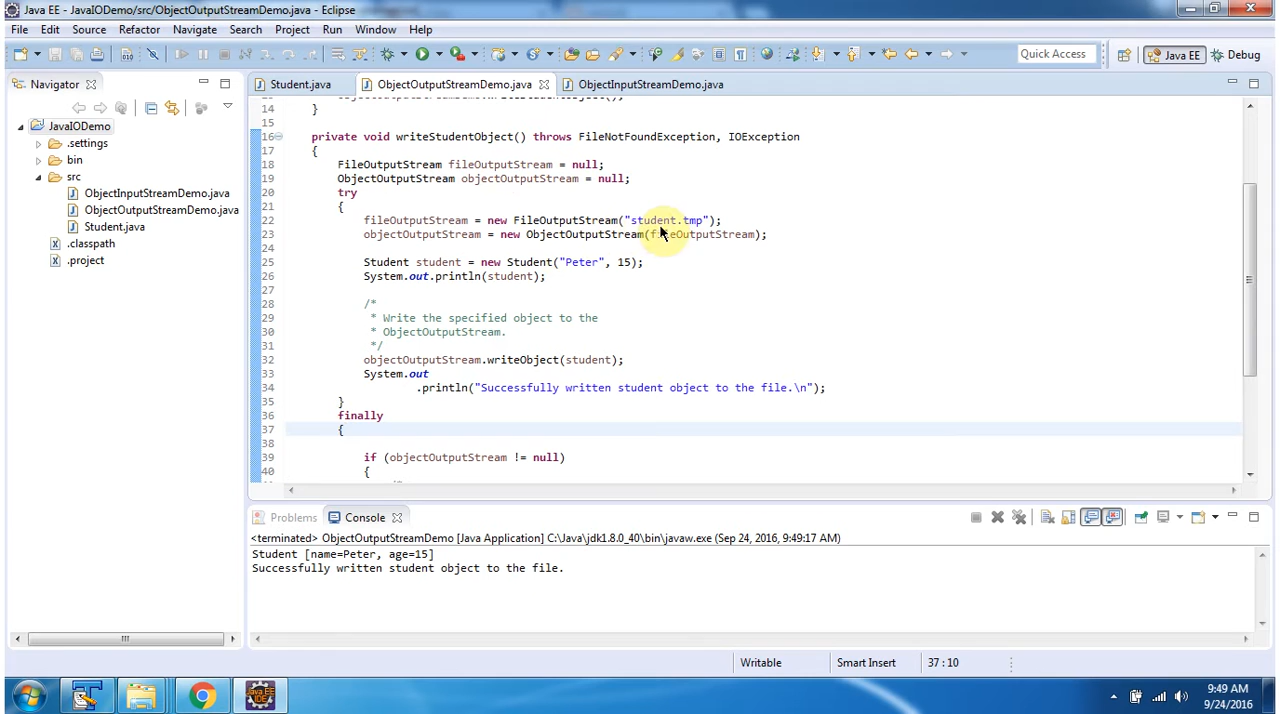 Java EE - JavaIODemo/src/ObjectOutputStreamDemo.java - Eclipse
File Edit Source Refactor Navigate Search Project Run Window Help
Quick Access Java EE Debug
Navigator
Student.java ObjectOutputStreamDemo.java ObjectInputStreamDemo.java
JavaIODemo
.settings
bin
src
ObjectInputStreamDemo.java
ObjectOutputStreamDemo.java
Student.java
.classpath
.project
14 }
15
16 private void writeStudentObject() throws FileNotFoundException, IOException
17 {
18 FileOutputStream fileOutputStream = null;
19 ObjectOutputStream objectOutputStream = null;
20 try
21 {
22 fileOutputStream = new FileOutputStream("student.tmp");
23 objectOutputStream = new ObjectOutputStream(fileOutputStream);
24
25 Student student = new Student("Peter", 15);
26 System.out.println(student);
27
28 /*
29 * Write the specified object to the
30 * ObjectOutputStream.
31 */
32 objectOutputStream.writeObject(student);
33 System.out
34 .println("Successfully written student object to the file.\n");
35 }
36 finally
37 {
38
39 if (objectOutputStream != null)
40 {
Problems Console
<terminated> ObjectOutputStreamDemo [Java Application] C:\Java\jdk1.8.0_40\bin\javaw.exe (Sep 24, 2016, 9:49:17 AM)
Student [name=Peter, age=15]
Successfully written student object to the file.
Writable Smart Insert 37 : 10
Java EE
IDE
9:49 AM
9/24/2016